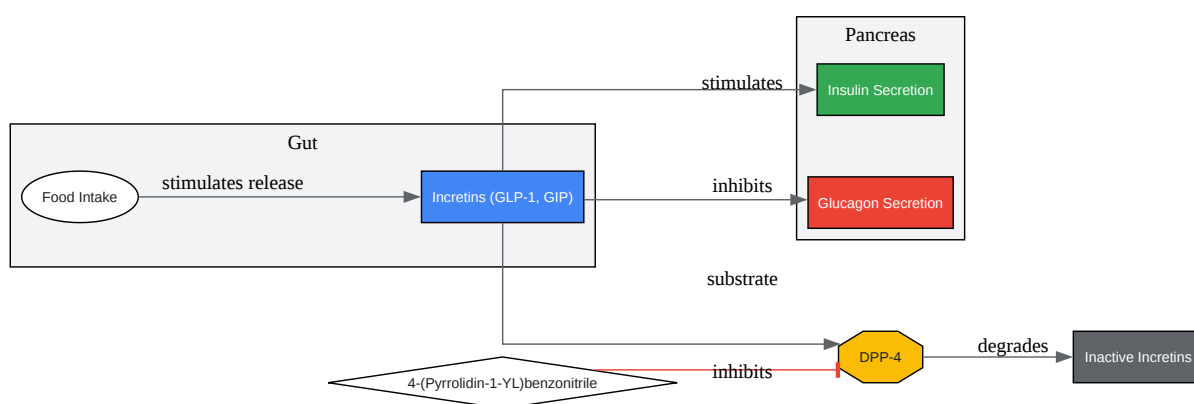 Pancreas
stimulates
Insulin Secretion
Gut
Food Intake
stimulates release
Incretins (GLP-1, GIP)
inhibits
Glucagon Secretion
substrate
DPP-4
degrades
Inactive Incretins
4-(Pyrrolidin-1-YL)benzonitrile
inhibits